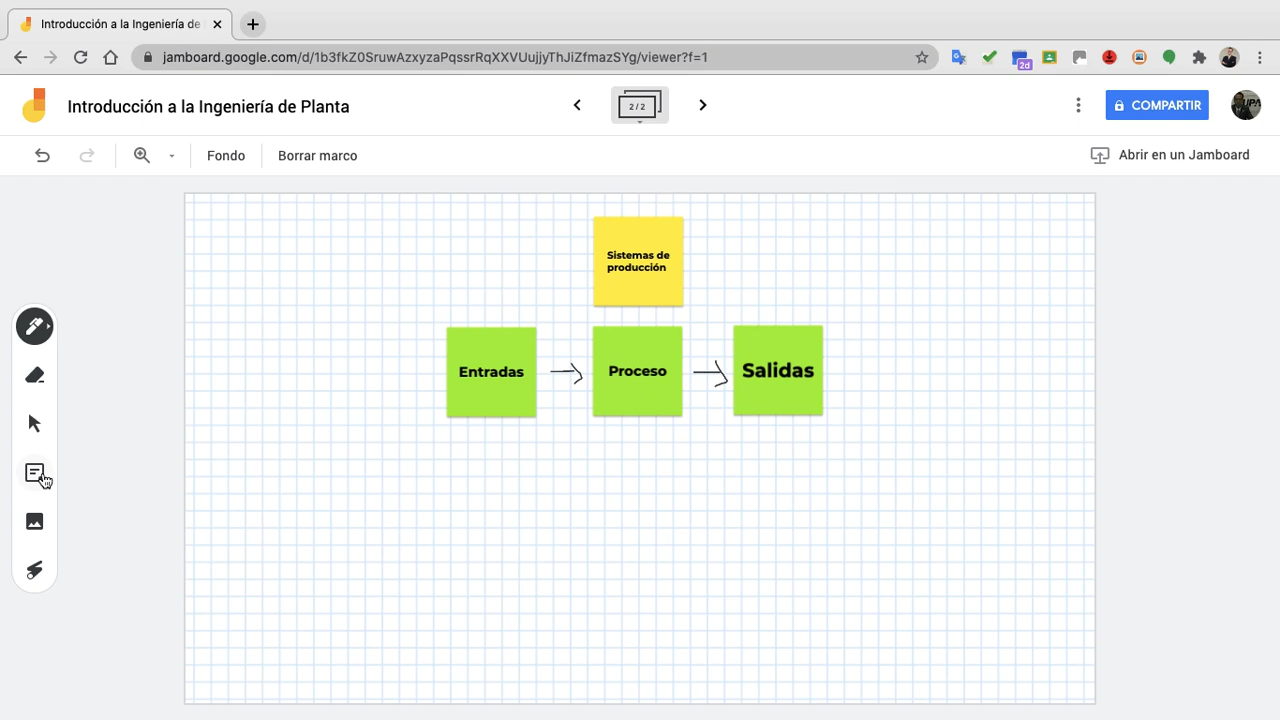 Introducción a la Ingeniería de
jamboard.google.com/d/1b3fkZ0SruwAzxyzaPqssrRqXXVUujjyThJiZfmazSYg/viewer?f=1
2d
Introducción a la Ingeniería de Planta
2 / 2
COMPARTIR
Fondo
Borrar marco
Abrir en un Jamboard
Sistemas de
producción
Entradas
Proceso
Salidas